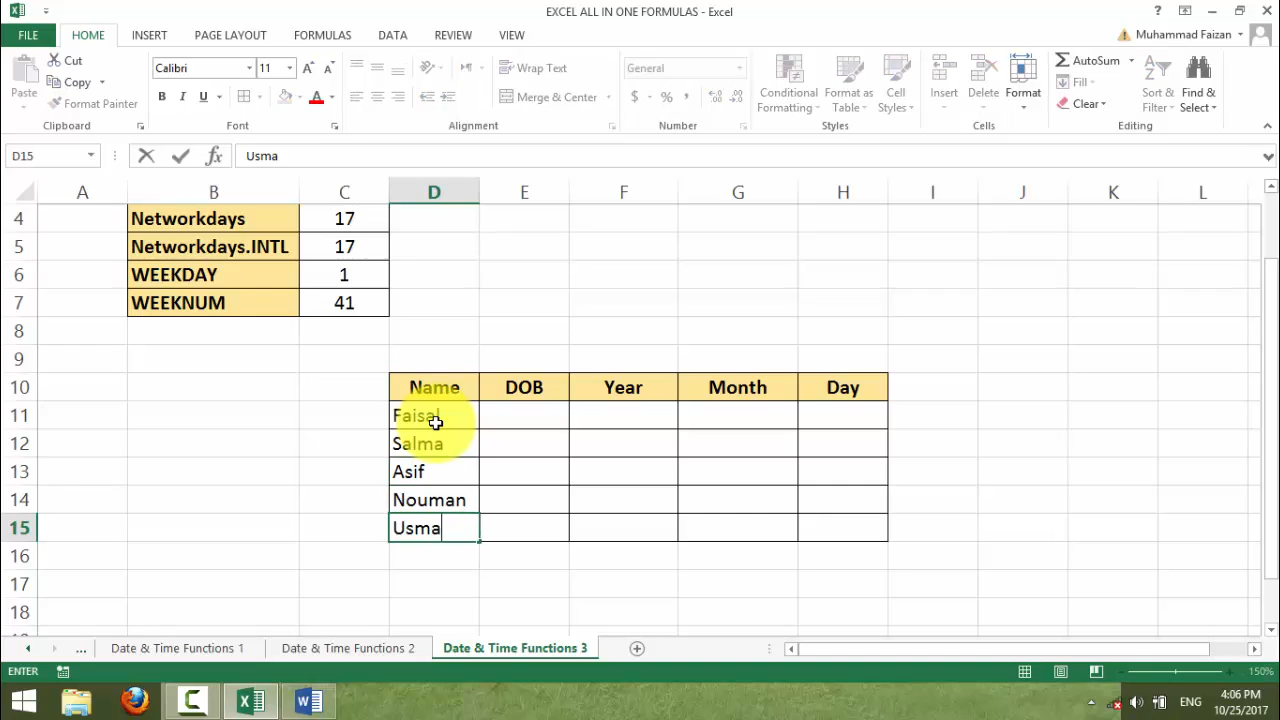 EXCEL ALL IN ONE FORMULAS - Excel
?
FILE HOME INSERT PAGE LAYOUT FORMULAS DATA REVIEW VIEW Muhammad Faizan
Paste
Cut
Copy
Format Painter
Clipboard
Calibri 11
B I U
Font
Wrap Text
Merge & Center
Alignment
General
$ % ,
Number
Conditional Formatting
Format as Table
Cell Styles
Styles
Insert Delete Format
Cells
AutoSum
Fill
Clear
Sort & Filter
Find & Select
Editing
D15 fx Usma
A B C D E F G H I J K L
4 Networkdays 17
5 Networkdays.INTL 17
6 WEEKDAY 1
7 WEEKNUM 41
8
9
10 Name DOB Year Month Day
11 Faisal
12 Salma
13 Asif
14 Nouman
15 Usma
16
17
18
... Date & Time Functions 1 Date & Time Functions 2 Date & Time Functions 3
ENTER 150%
ENG 4:06 PM
10/25/2017